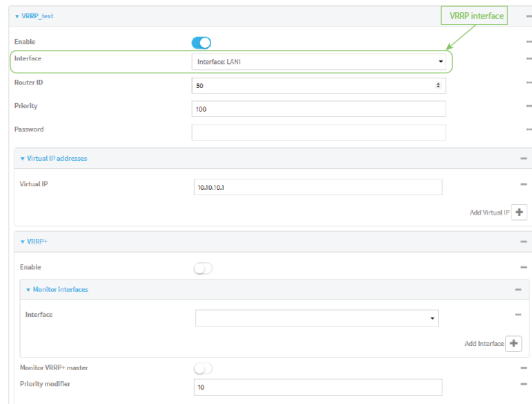 VRRP_test
VRRP interface
Enable
Interface
Interface: LAN1
Router ID
50
Priority
100
Password
Virtual IP addresses
Virtual IP
10.10.10.1
Add Virtual IP
VRRP+
Enable
Monitor Interfaces
Interface
Add Interface
Monitor VRRP+ master
Priority modifier
10